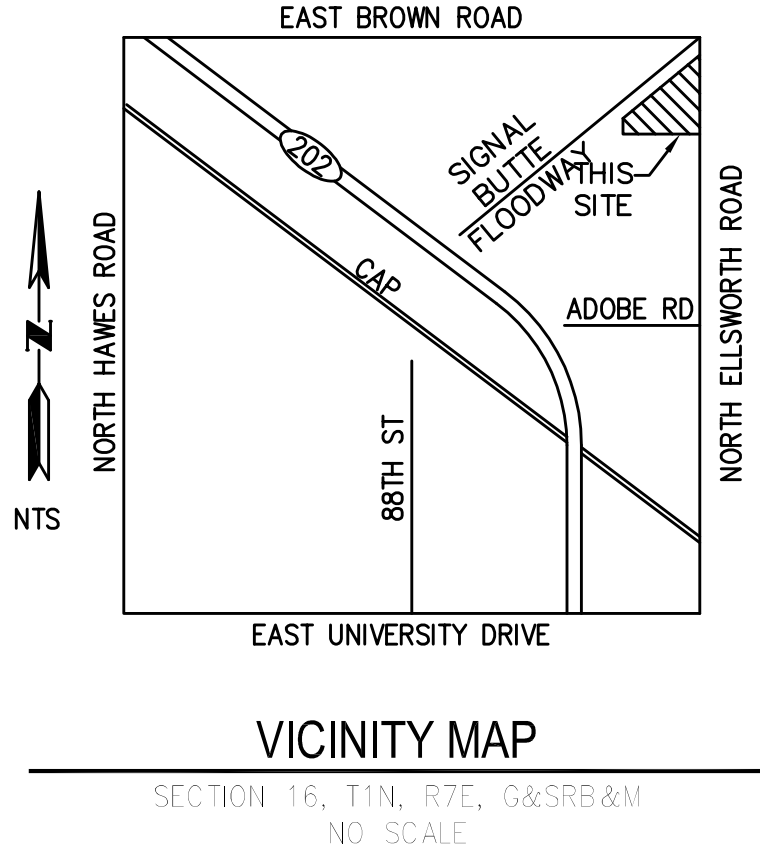 EAST BROWN ROAD
202
SIGNAL
BUTTE
FLOODWAY
THIS
SITE
NORTH HAWES ROAD
NORTH ELLSWORTH ROAD
CAP
ADOBE RD
N
88TH ST
NTS
EAST UNIVERSITY DRIVE
VICINITY MAP
SECTION 16, T1N, R7E, G&SRB&M
NO SCALE